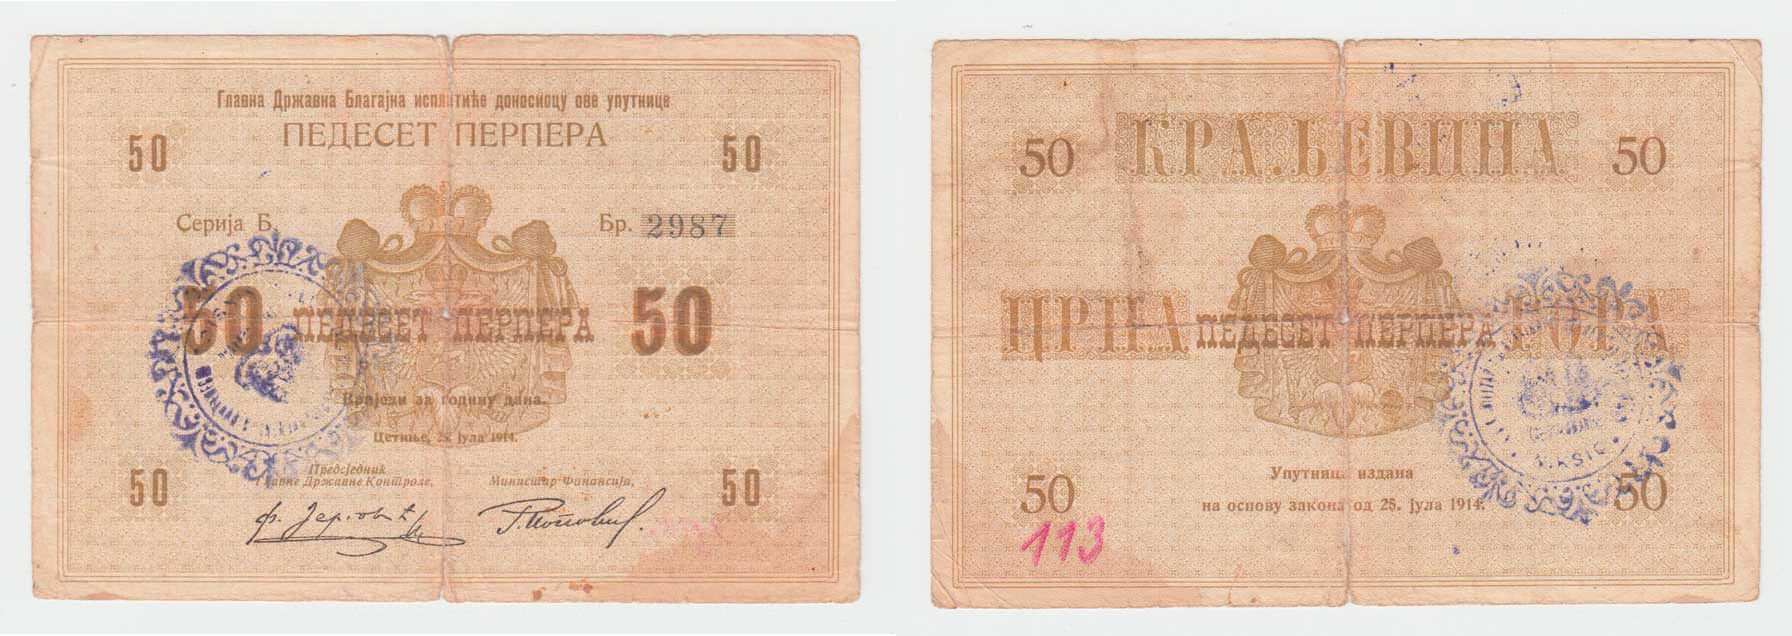 Главна Државна Благајна исплатиће доносиоцу ове упутнице
ПЕДЕСЕТ ПЕРПЕРА
50 50
Серија Б. Бр. 2987
50 ПЕДЕСЕТ ПЕРПЕРА 50
Вриједи за годину дана.
Цетиње, 25. јула 1914.
Предсједник
Главне Државне Контроле,
Министар Финансија,
50 50
КРАЉЕВИНА
50 50
ЦРНА ГОРА
ПЕДЕСЕТ ПЕРПЕРА
Упутница издана
на основу закона од 25. јула 1914.
50 50
113